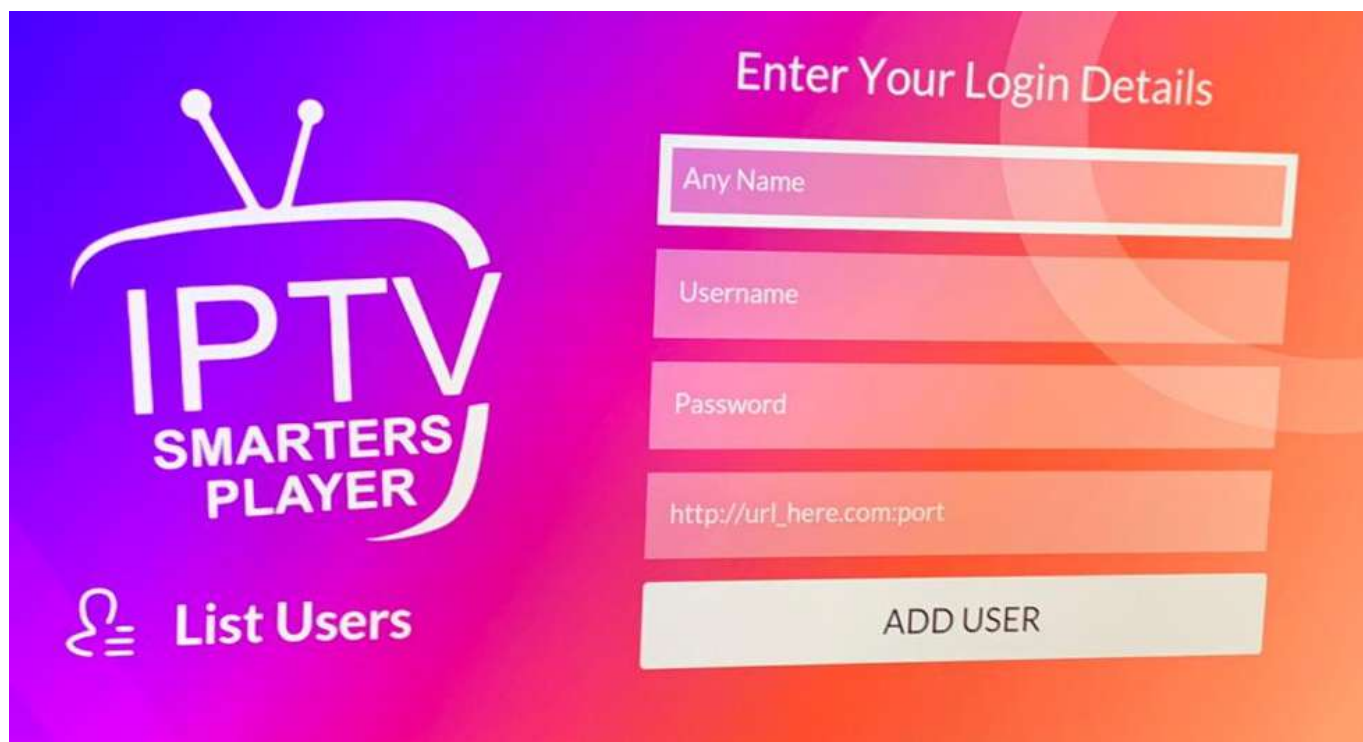 IPTV
SMARTERS
PLAYER
List Users
Enter Your Login Details
Any Name
Username
Password
http://url_here.com:port
ADD USER